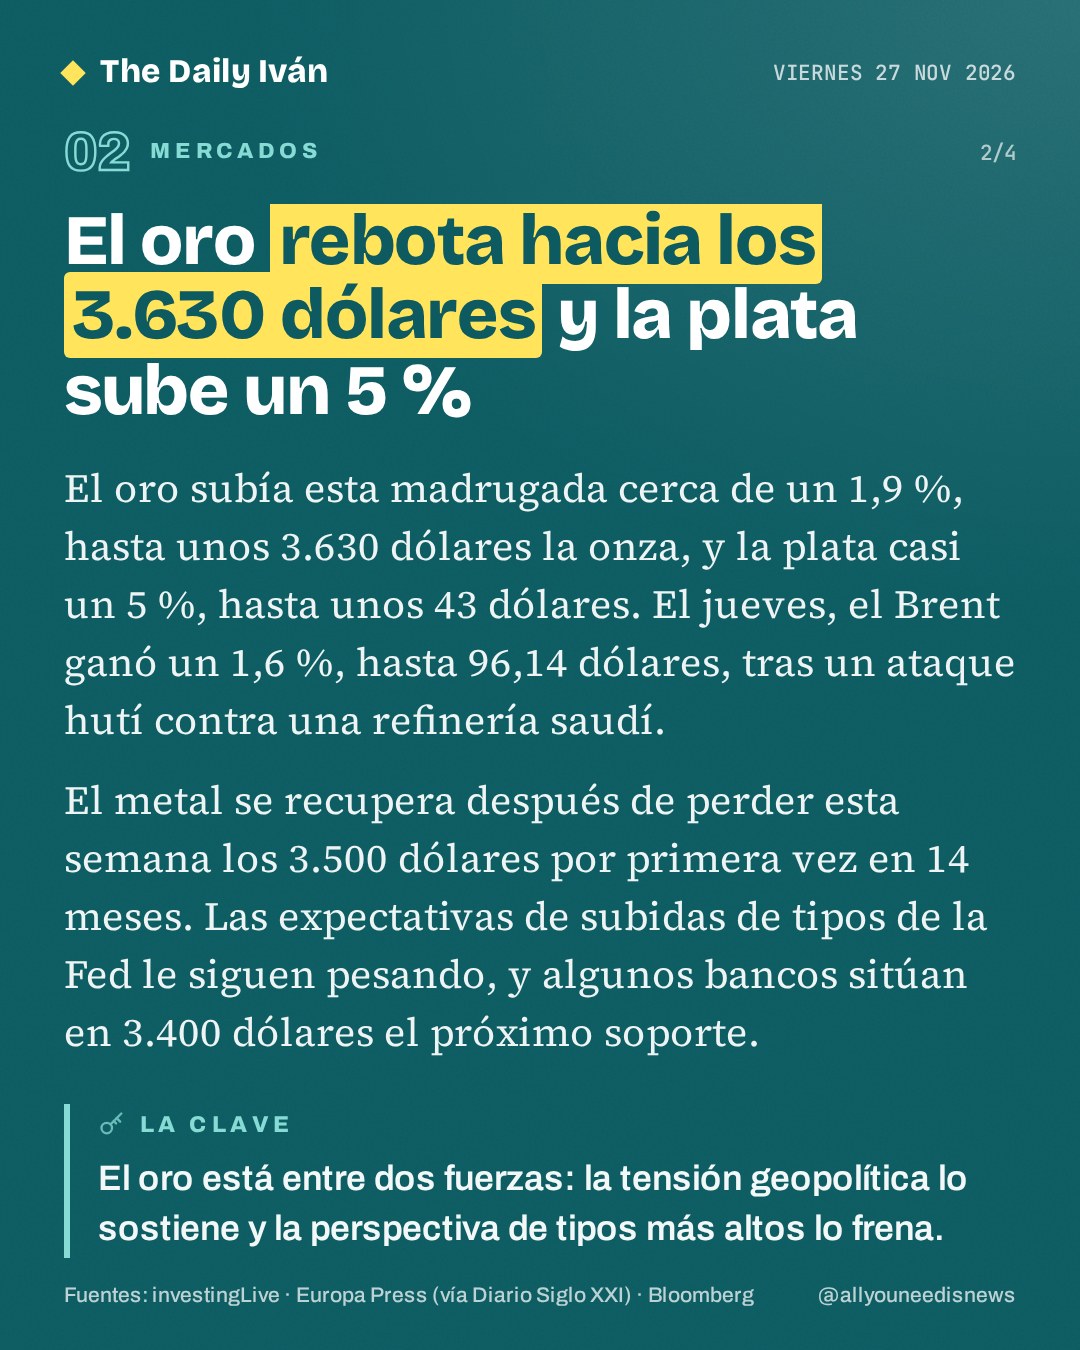 The Daily Iván
VIERNES 27 NOV 2026
02 MERCADOS
2/4
El oro rebota hacia los
3.630 dólares y la plata
sube un 5 %
El oro subía esta madrugada cerca de un 1,9 %,
hasta unos 3.630 dólares la onza, y la plata casi
un 5 %, hasta unos 43 dólares. El jueves, el Brent
ganó un 1,6 %, hasta 96,14 dólares, tras un ataque
hutí contra una refinería saudí.
El metal se recupera después de perder esta
semana los 3.500 dólares por primera vez en 14
meses. Las expectativas de subidas de tipos de la
Fed le siguen pesando, y algunos bancos sitúan
en 3.400 dólares el próximo soporte.
LA CLAVE
El oro está entre dos fuerzas: la tensión geopolítica lo
sostiene y la perspectiva de tipos más altos lo frena.
Fuentes: investingLive · Europa Press (vía Diario Siglo XXI) · Bloomberg
@allyouneedisnews